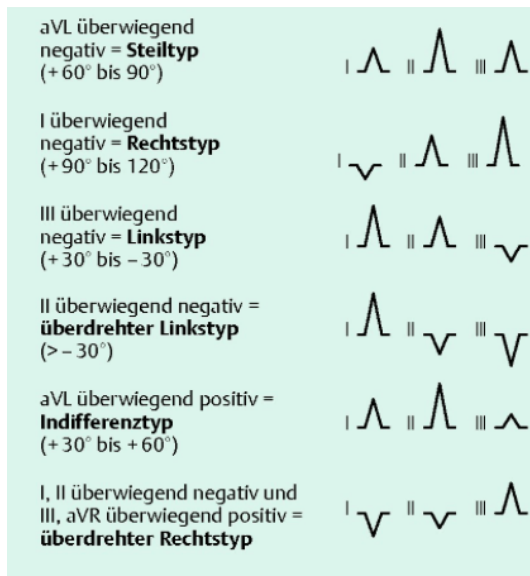 aVL überwiegend
negativ = Steiltyp
(+60° bis 90°)
I II III
I überwiegend
negativ = Rechtstyp
(+90° bis 120°)
I II III
III überwiegend
negativ = Linkstyp
(+30° bis –30°)
I II III
II überwiegend negativ =
überdrehter Linkstyp
(> –30°)
I II III
aVL überwiegend positiv =
Indifferenztyp
(+30° bis +60°)
I II III
I, II überwiegend negativ und
III, aVR überwiegend positiv =
überdrehter Rechtstyp
I II III